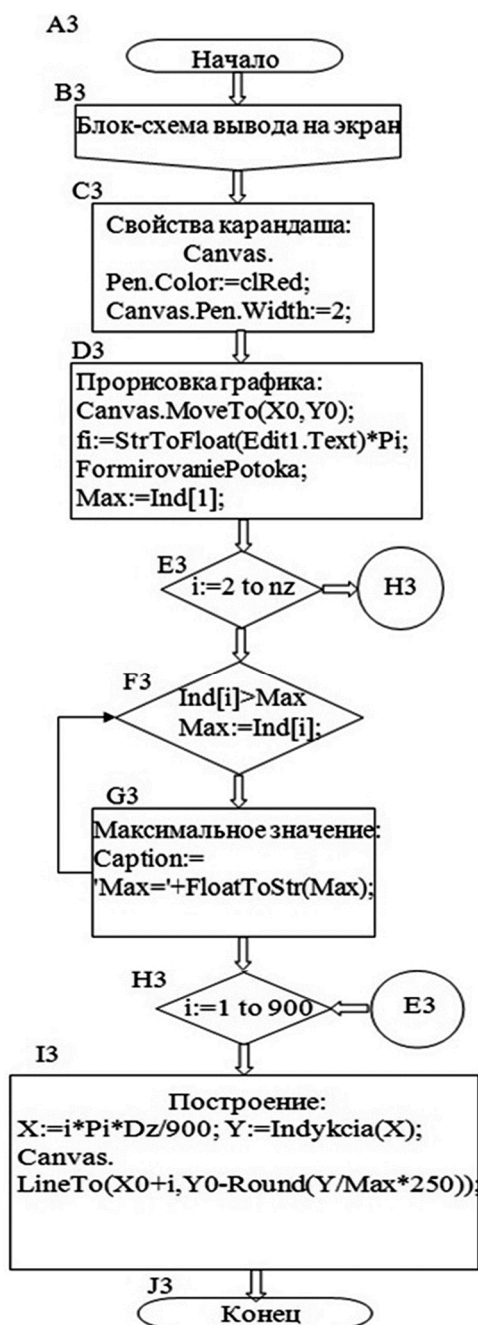 A3
Начало
B3
Блок-схема вывода на экран
C3
Свойства карандаша:
Canvas.
Pen.Color:=clRed;
Canvas.Pen.Width:=2;
D3
Прорисовка графика:
Canvas.MoveTo(X0,Y0);
fi:=StrToFloat(Edit1.Text)*Pi;
FormirovaniePotoka;
Max:=Ind[1];
E3
i:=2 to nz
H3
F3
Ind[i]>Max
Max:=Ind[i];
G3
Максимальное значение:
Caption:=
'Max='+FloatToStr(Max);
H3
i:=1 to 900
E3
I3
Построение:
X:=i*Pi*Dz/900; Y:=Indykcia(X);
Canvas.
LineTo(X0+i,Y0-Round(Y/Max*250));
J3
Конец